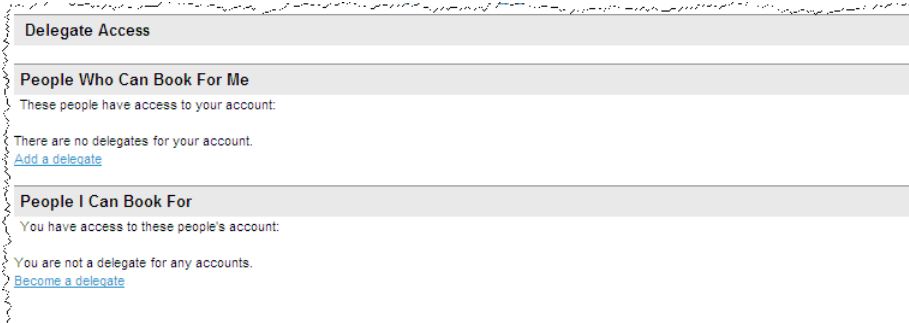 Delegate Access
People Who Can Book For Me
These people have access to your account:
There are no delegates for your account.
Add a delegate
People I Can Book For
You have access to these people's account:
You are not a delegate for any accounts.
Become a delegate